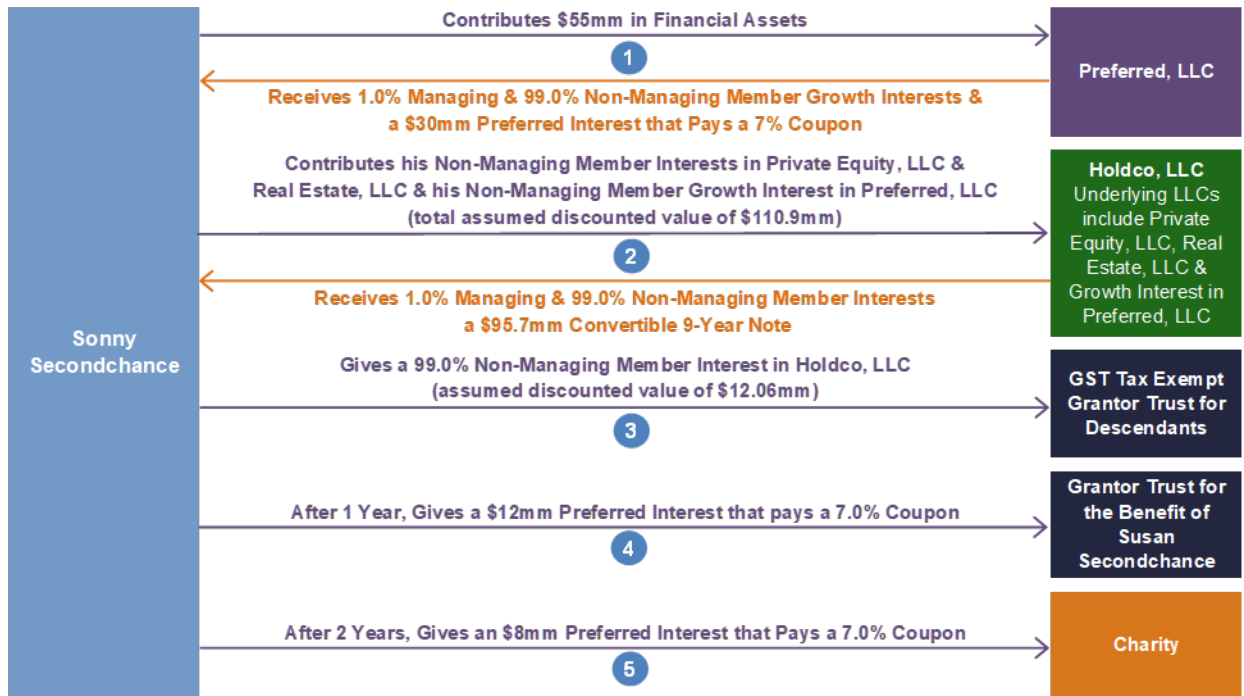 Contributes $55mm in Financial Assets
1
Receives 1.0% Managing & 99.0% Non-Managing Member Growth Interests &
a $30mm Preferred Interest that Pays a 7% Coupon
Preferred, LLC
Contributes his Non-Managing Member Interests in Private Equity, LLC &
Real Estate, LLC & his Non-Managing Member Growth Interest in Preferred, LLC
(total assumed discounted value of $110.9mm)
2
Receives 1.0% Managing & 99.0% Non-Managing Member Interests
a $95.7mm Convertible 9-Year Note
Holdco, LLC
Underlying LLCs
include Private
Equity, LLC, Real
Estate, LLC &
Growth Interest in
Preferred, LLC
Sonny
Secondchance
Gives a 99.0% Non-Managing Member Interest in Holdco, LLC
(assumed discounted value of $12.06mm)
3
GST Tax Exempt
Grantor Trust for
Descendants
After 1 Year, Gives a $12mm Preferred Interest that pays a 7.0% Coupon
4
Grantor Trust for
the Benefit of
Susan
Secondchance
After 2 Years, Gives an $8mm Preferred Interest that Pays a 7.0% Coupon
5
Charity